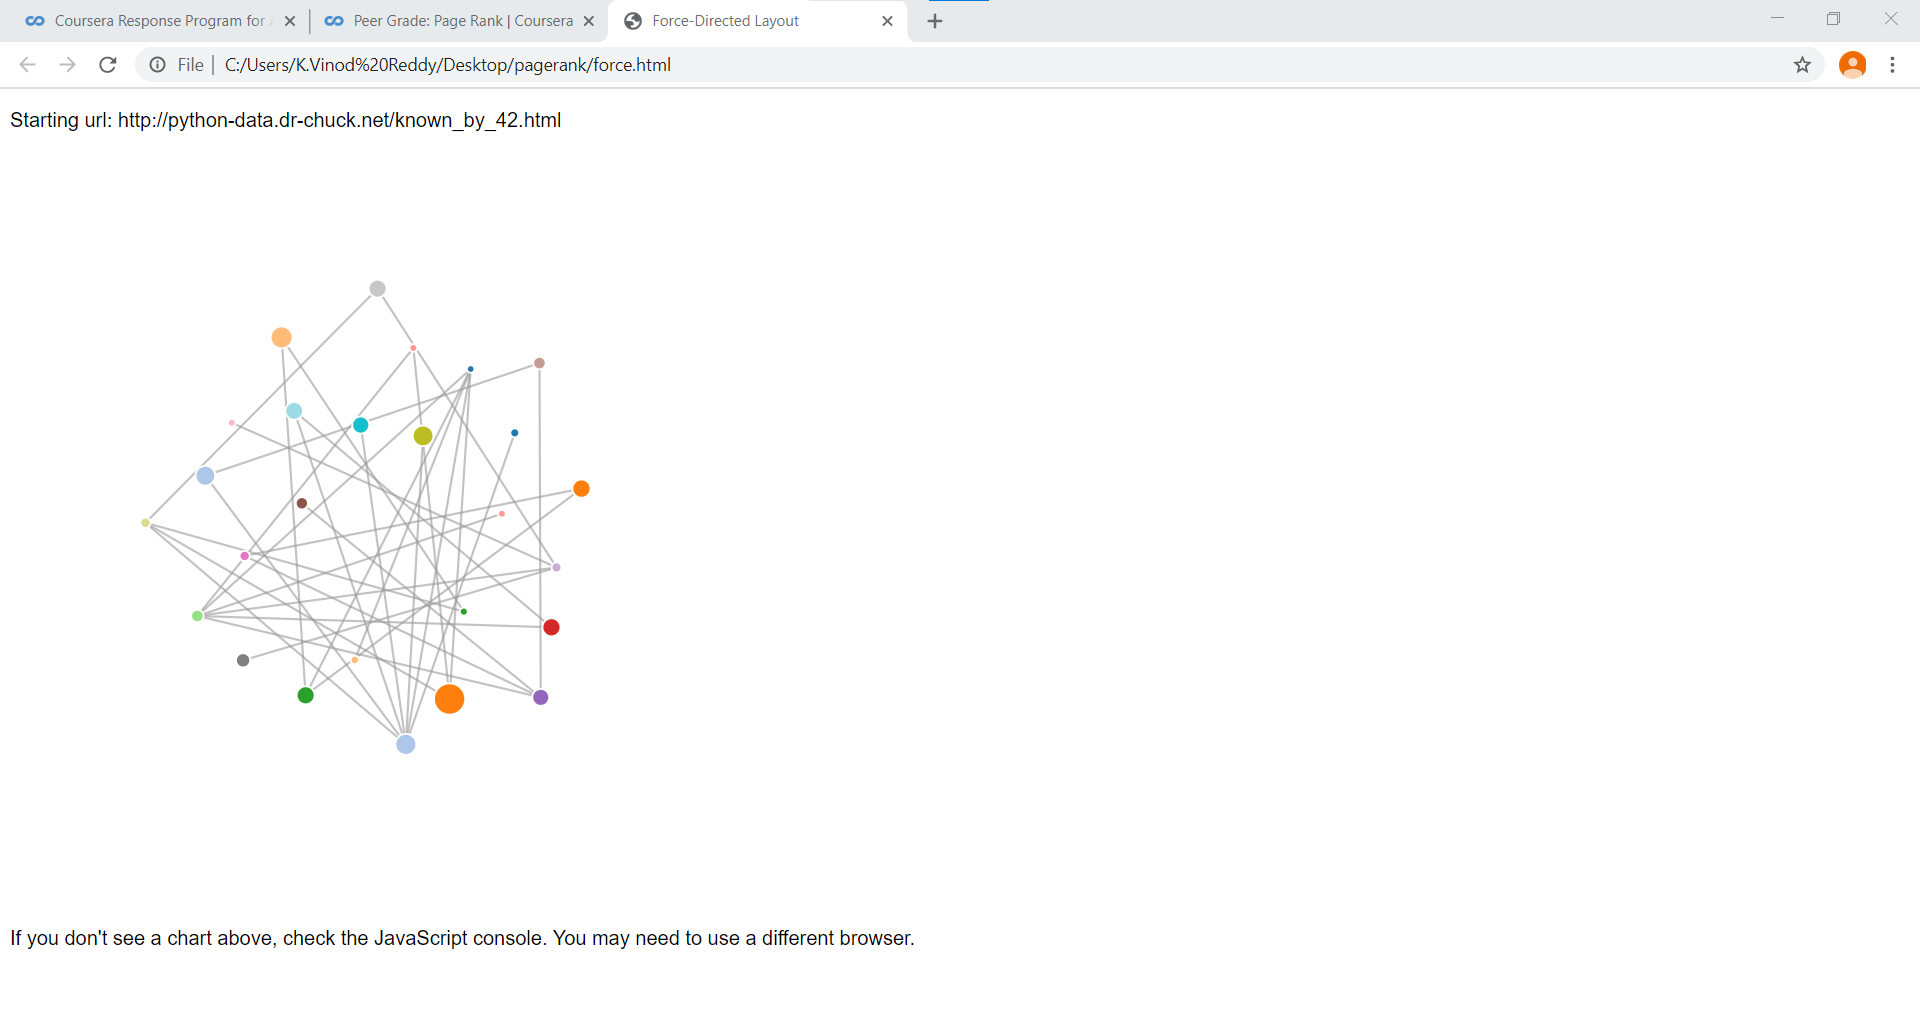 Coursera Response Program for
Peer Grade: Page Rank | Coursera
Force-Directed Layout
File
C:/Users/K.Vinod%20Reddy/Desktop/pagerank/force.html
Starting url: http://python-data.dr-chuck.net/known_by_42.html
If you don't see a chart above, check the JavaScript console. You may need to use a different browser.